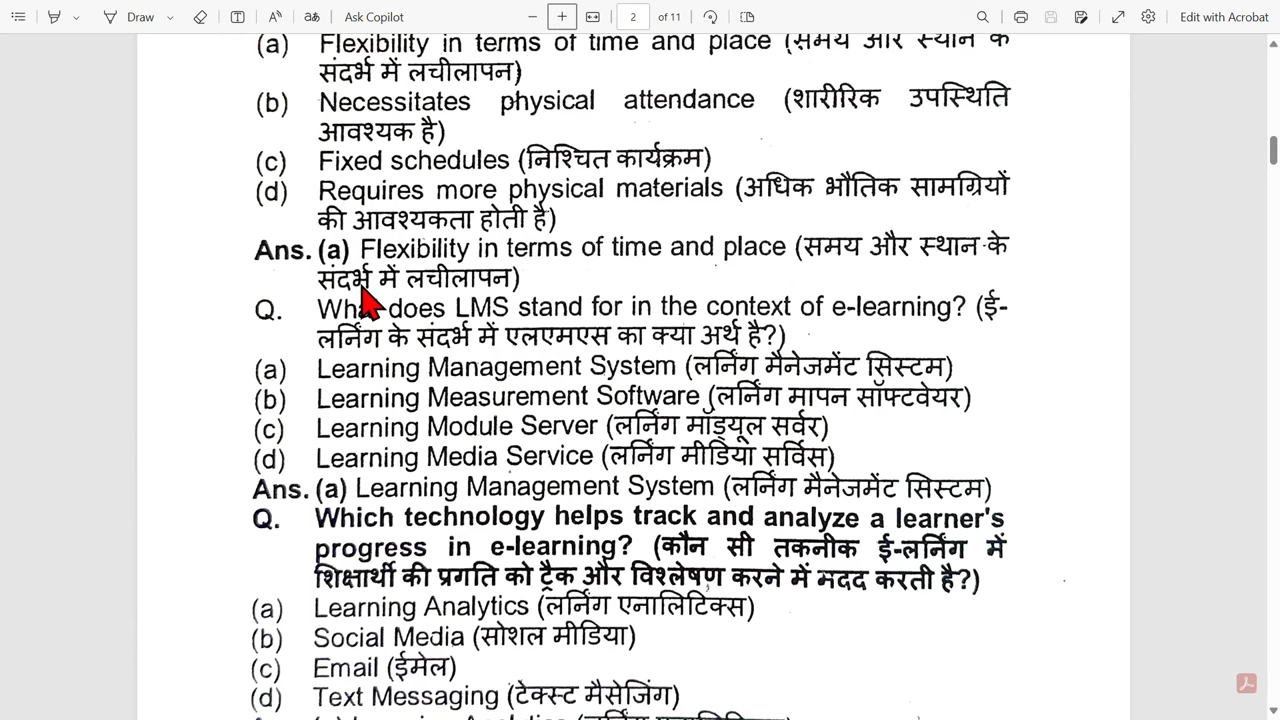 Draw
Ask Copilot
2 of 11
Edit with Acrobat
(a) Flexibility in terms of time and place (समय और स्थान के
संदर्भ में लचीलापन)
(b) Necessitates physical attendance (शारीरिक उपस्थिति
आवश्यक है)
(c) Fixed schedules (निश्चित कार्यक्रम)
(d) Requires more physical materials (अधिक भौतिक सामग्रियों
की आवश्यकता होती है)
Ans. (a) Flexibility in terms of time and place (समय और स्थान के
संदर्भ में लचीलापन)
Q. What does LMS stand for in the context of e-learning? (ई-
लर्निंग के संदर्भ में एलएमएस का क्या अर्थ है?)
(a) Learning Management System (लर्निंग मैनेजमेंट सिस्टम)
(b) Learning Measurement Software (लर्निंग मापन सॉफ्टवेयर)
(c) Learning Module Server (लर्निंग मॉड्यूल सर्वर)
(d) Learning Media Service (लर्निंग मीडिया सर्विस)
Ans. (a) Learning Management System (लर्निंग मैनेजमेंट सिस्टम)
Q. Which technology helps track and analyze a learner's
progress in e-learning? (कौन सी तकनीक ई-लर्निंग में
शिक्षार्थी की प्रगति को ट्रैक और विश्लेषण करने में मदद करती है?)
(a) Learning Analytics (लर्निंग एनालिटिक्स)
(b) Social Media (सोशल मीडिया)
(c) Email (ईमेल)
(d) Text Messaging (टेक्स्ट मैसेजिंग)